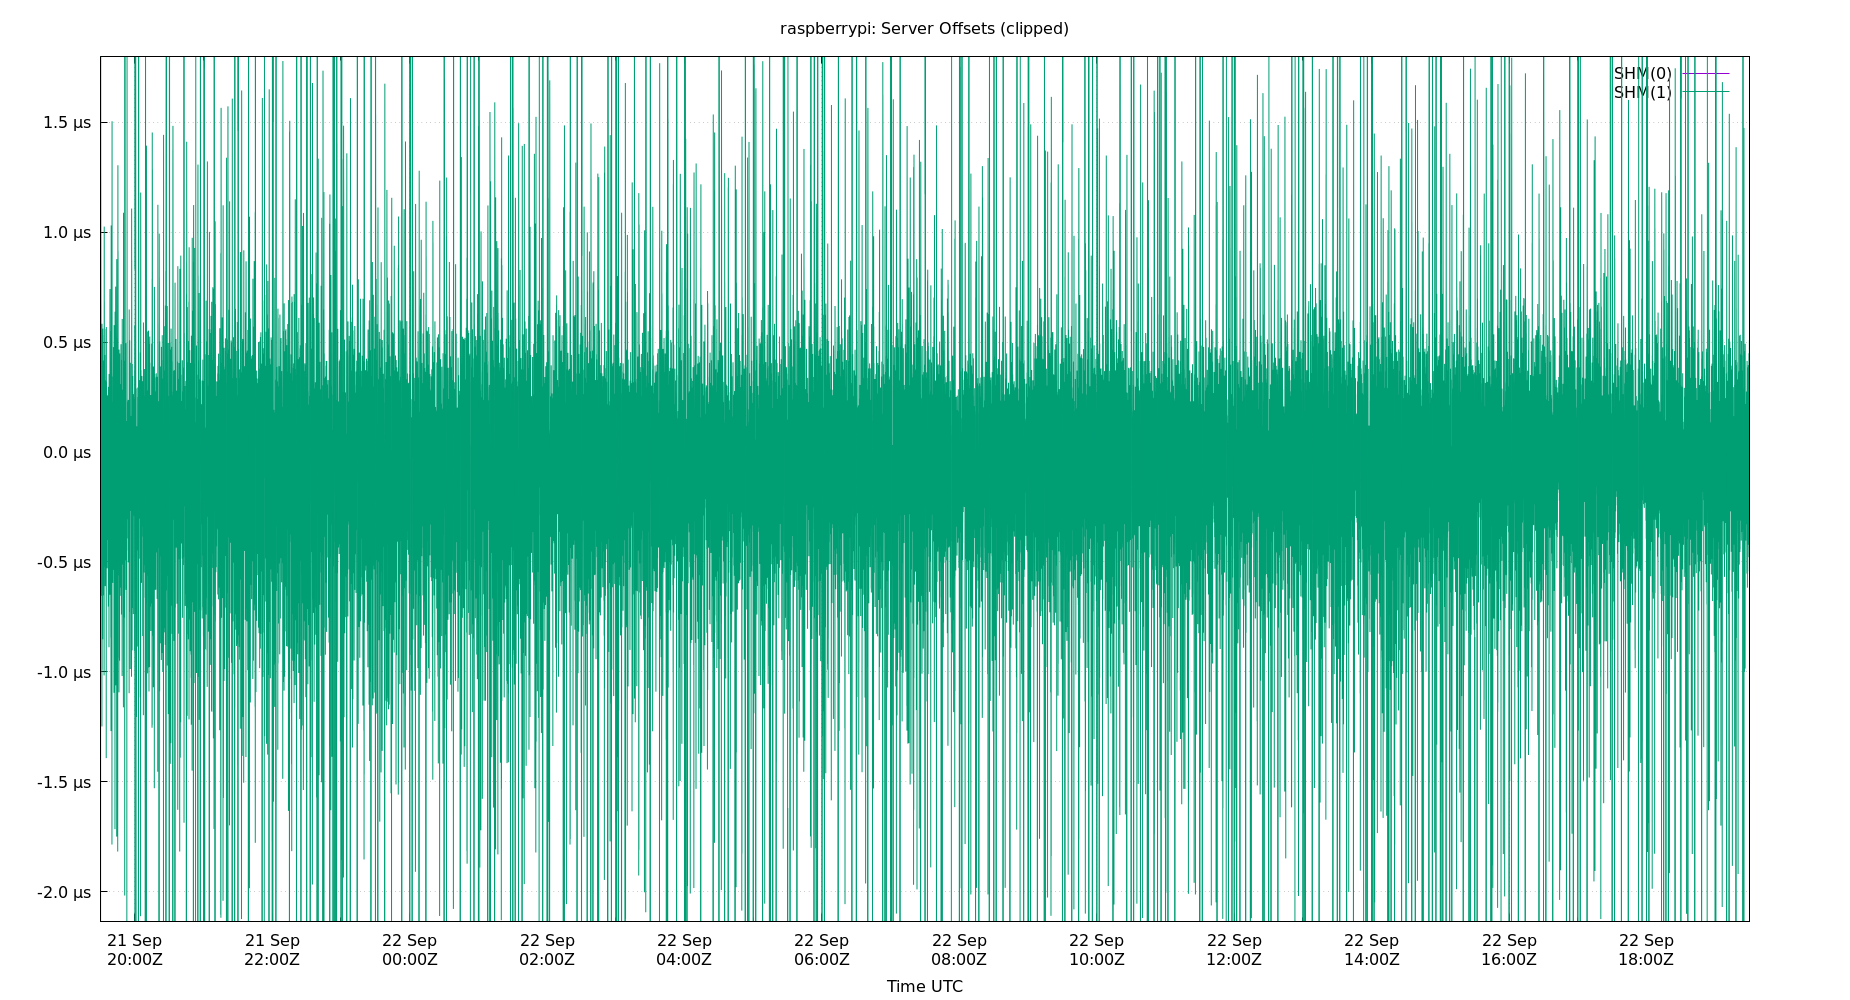 raspberrypi: Server Offsets (clipped)
SHM(0)
SHM(1)
1.5 µs
1.0 µs
0.5 µs
0.0 µs
-0.5 µs
-1.0 µs
-1.5 µs
-2.0 µs
21 Sep 21 Sep 22 Sep 22 Sep 22 Sep 22 Sep 22 Sep 22 Sep 22 Sep 22 Sep 22 Sep 22 Sep
20:00Z 22:00Z 00:00Z 02:00Z 04:00Z 06:00Z 08:00Z 10:00Z 12:00Z 14:00Z 16:00Z 18:00Z
Time UTC